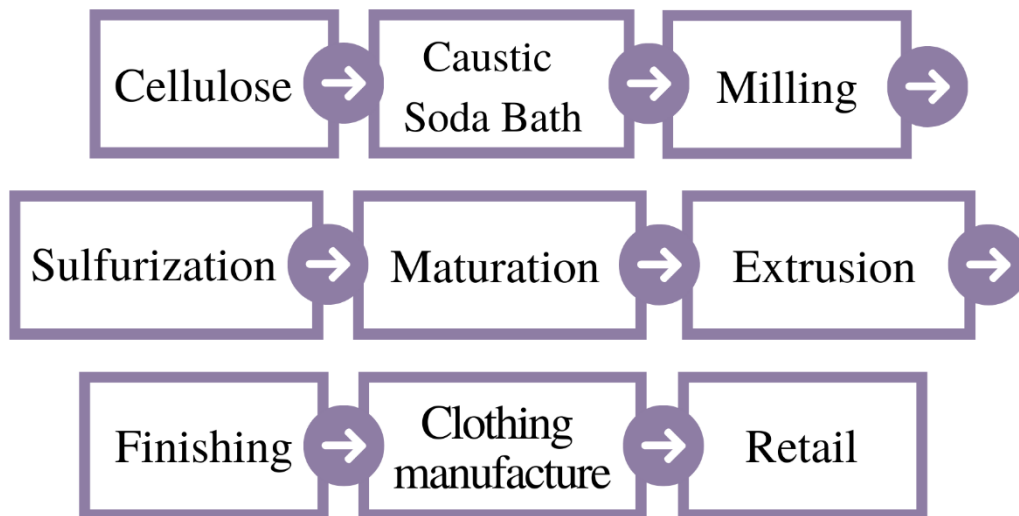 Cellulose
Caustic
Soda Bath
Milling
Sulfurization
Maturation
Extrusion
Finishing
Clothing
manufacture
Retail